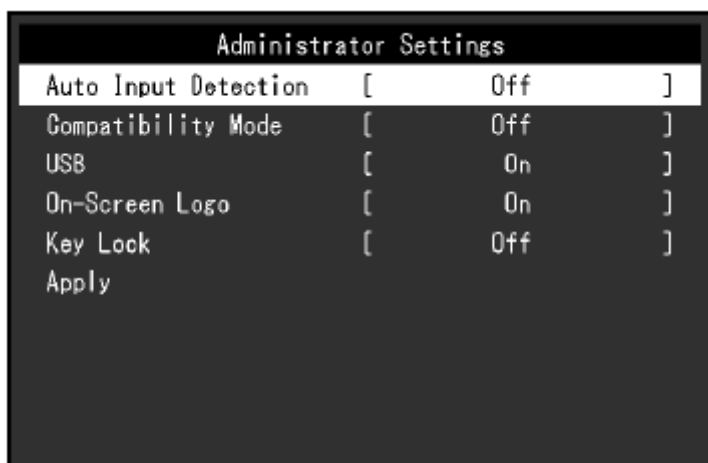 Administrator Settings
Auto Input Detection [ Off ]
Compatibility Mode [ Off ]
USB [ On ]
On-Screen Logo [ On ]
Key Lock [ Off ]
Apply